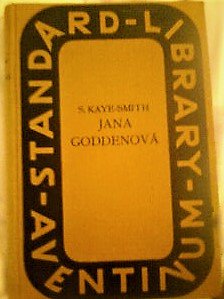 STANDARD-LIBRARY-AVENTINUM
S. KAYE-SMITH
JANA
GODDENOVÁ